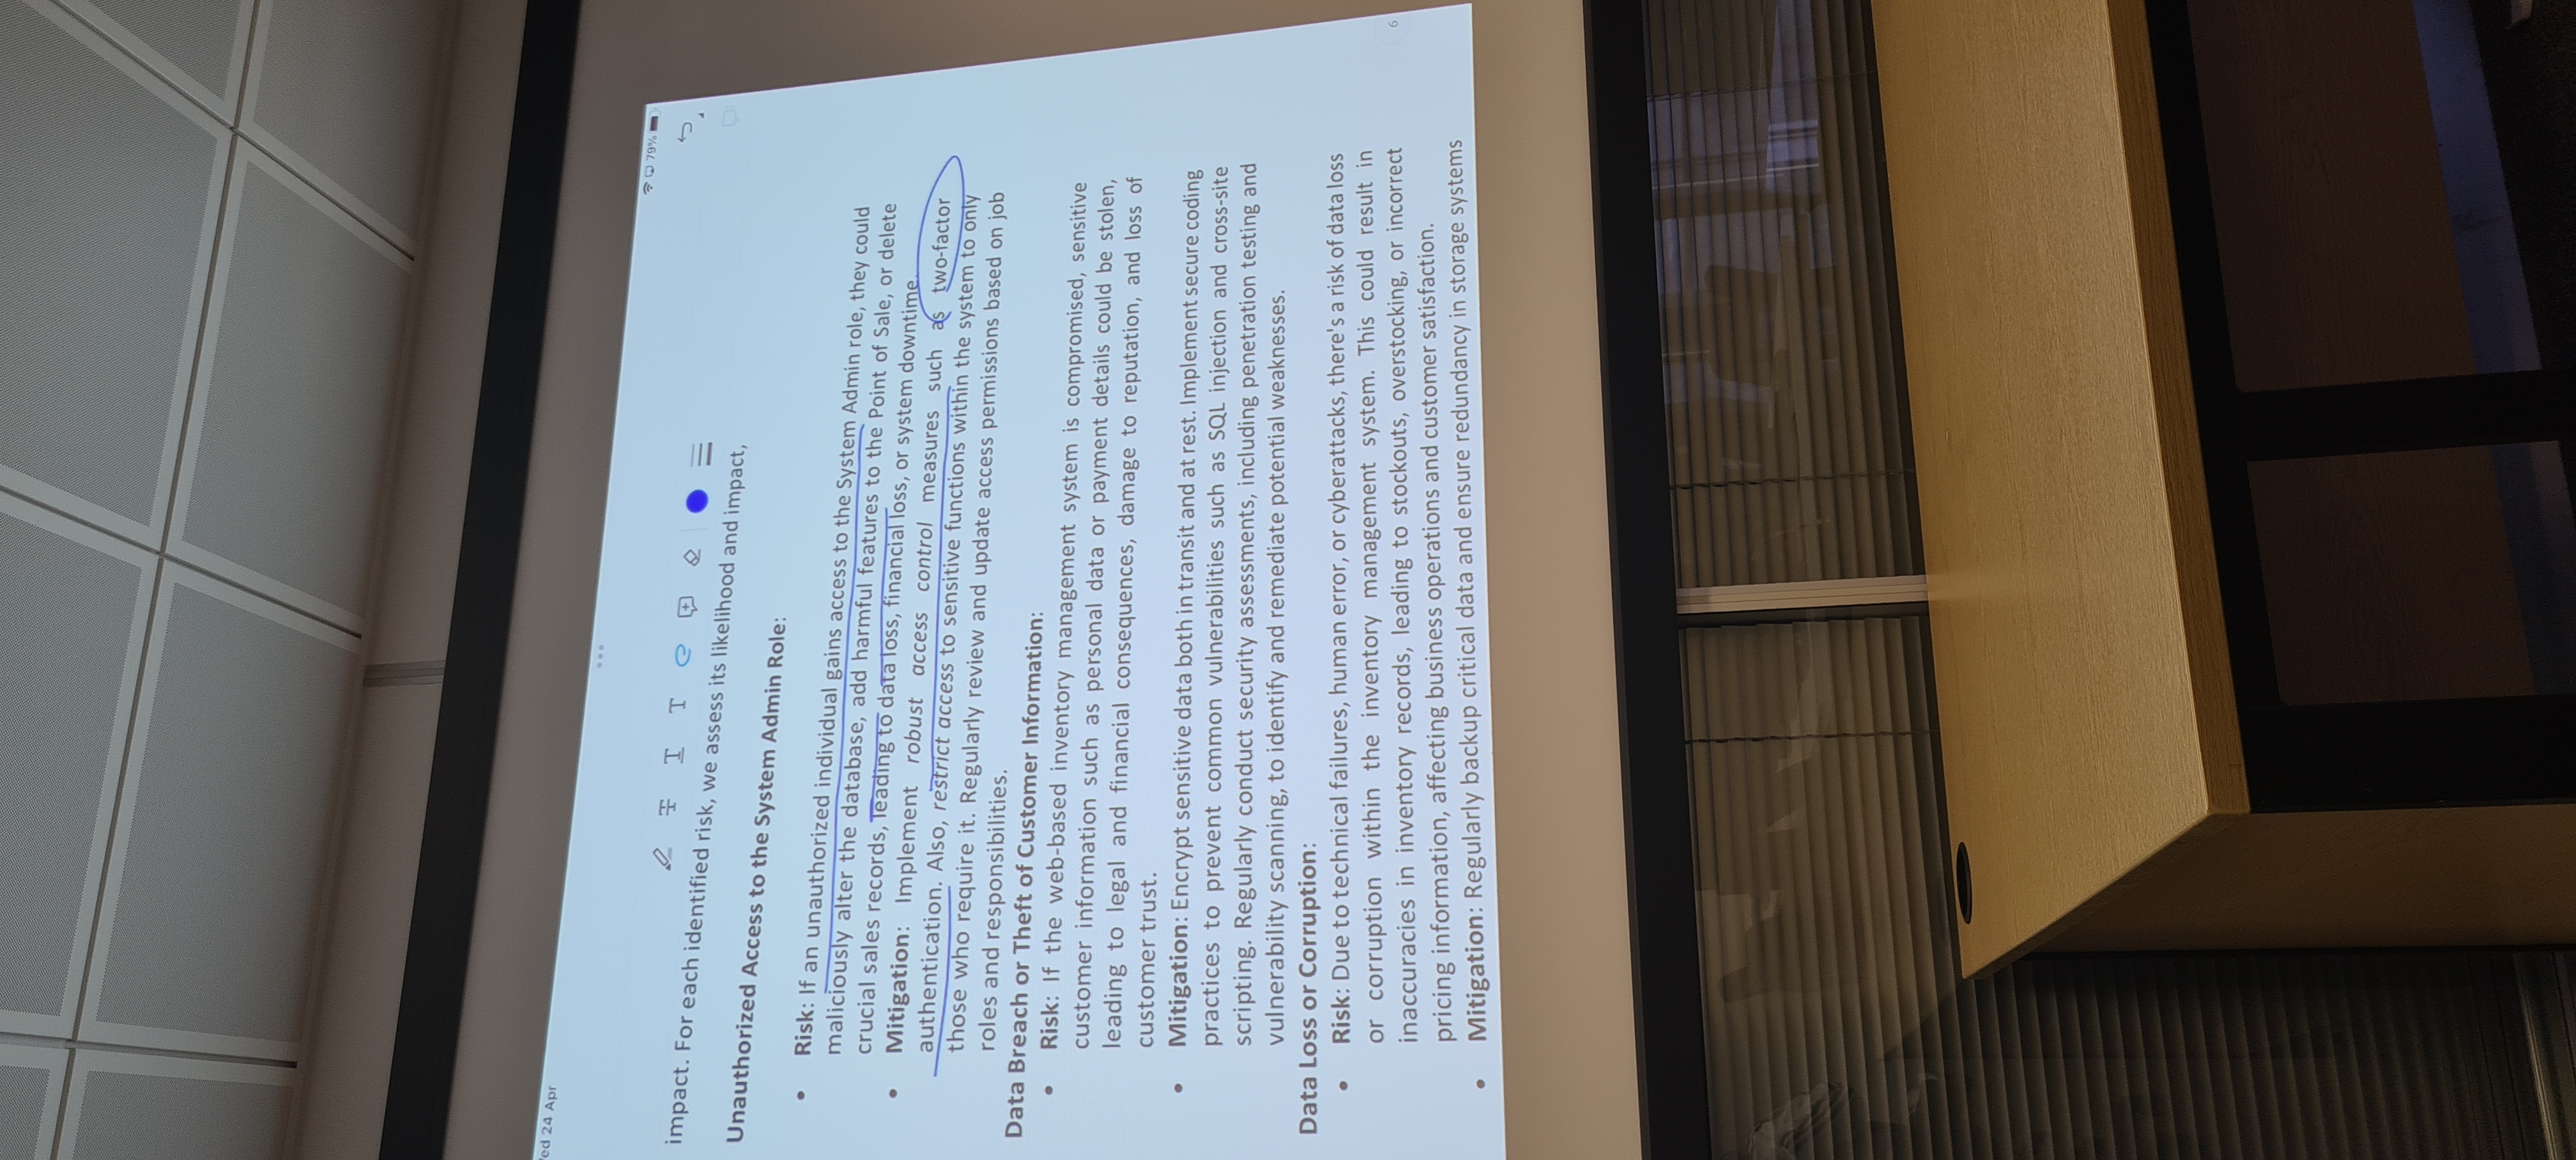 ed 24 Apr
79%
impact. For each identified risk, we assess its likelihood and impact,
Unauthorized Access to the System Admin Role:
• Risk: If an unauthorized individual gains access to the System Admin role, they could
maliciously alter the database, add harmful features to the Point of Sale, or delete
crucial sales records, leading to data loss, financial loss, or system downtime.
• Mitigation: Implement robust access control measures such as two-factor
authentication. Also, restrict access to sensitive functions within the system to only
those who require it. Regularly review and update access permissions based on job
roles and responsibilities.
Data Breach or Theft of Customer Information:
• Risk: If the web-based inventory management system is compromised, sensitive
customer information such as personal data or payment details could be stolen,
leading to legal and financial consequences, damage to reputation, and loss of
customer trust.
• Mitigation: Encrypt sensitive data both in transit and at rest. Implement secure coding
practices to prevent common vulnerabilities such as SQL injection and cross-site
scripting. Regularly conduct security assessments, including penetration testing and
vulnerability scanning, to identify and remediate potential weaknesses.
Data Loss or Corruption:
• Risk: Due to technical failures, human error, or cyberattacks, there's a risk of data loss
or corruption within the inventory management system. This could result in
inaccuracies in inventory records, leading to stockouts, overstocking, or incorrect
pricing information, affecting business operations and customer satisfaction.
6
• Mitigation: Regularly backup critical data and ensure redundancy in storage systems